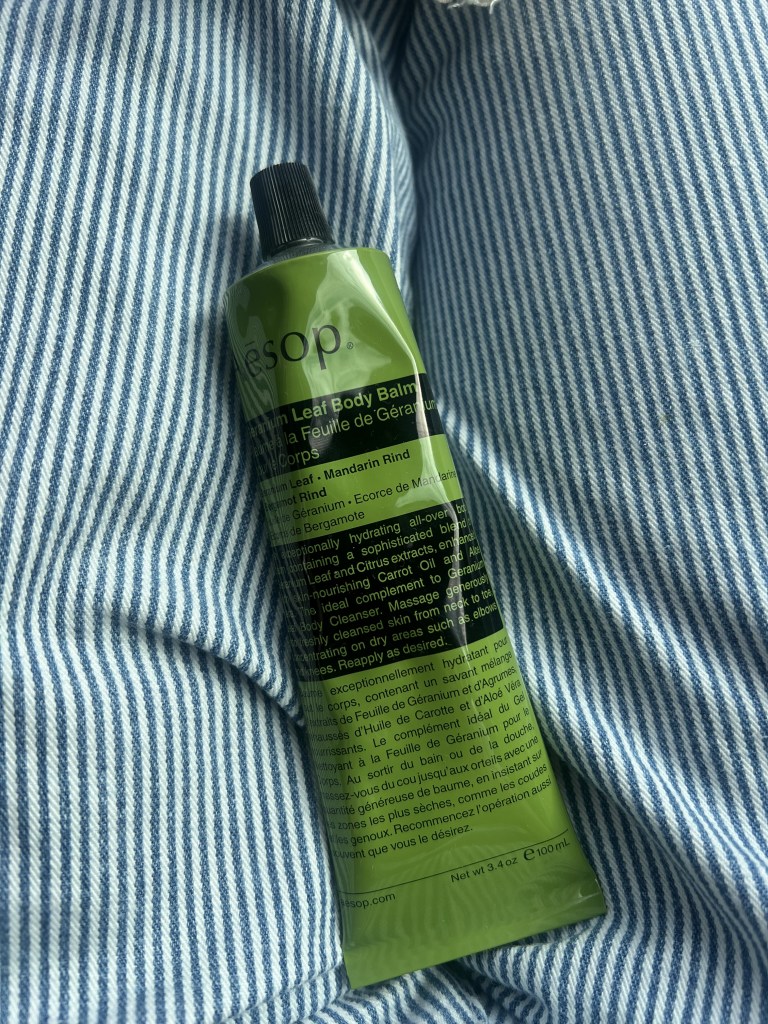 ēsop®
Leaf Body Balm
à la Feuille de Géranium
Corps
Leaf • Mandarin Rind
Rind
de Géranium • Ecorce de Mandarine
de Bergamote
hydrating all-over
containing a sophisticated blend
Leaf and Citrus extracts, enhanced
-nourishing Carrot Oil and Aloe
ideal complement to Geranium
Body Cleanser. Massage generously
cleansed skin from neck to toe,
on dry areas such as elbows
Reapply as desired.
exceptionnellement hydratant pour
le corps, contenant un savant mélange
de Feuille de Géranium et d'Agrumes,
d'Huile de Carotte et d'Aloé Véra
Le complément idéal du Gel
à la Feuille de Géranium pour le
Au sortir du bain ou de la douche,
-vous du cou jusqu'aux orteils avec une
quantité généreuse de baume, en insistant sur
zones les plus sèches, comme les coudes
les genoux. Recommencez l'opération aussi
que vous le désirez.
Net wt 3.4 oz ℮100 mL
aesop.com